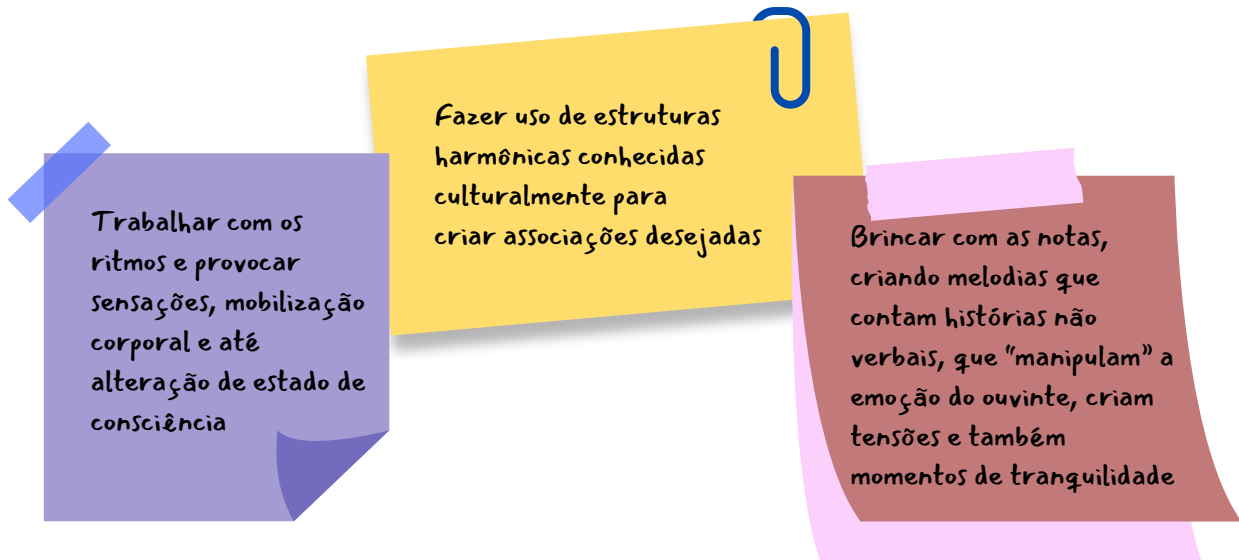 Trabalhar com os
ritmos e provocar
sensações, mobilização
corporal e até
alteração de estado de
consciência
Fazer uso de estruturas
harmônicas conhecidas
culturalmente para
criar associações desejadas
Brincar com as notas,
criando melodias que
contam histórias não
verbais, que “manipulam” a
emoção do ouvinte, criam
tensões e também
momentos de tranquilidade